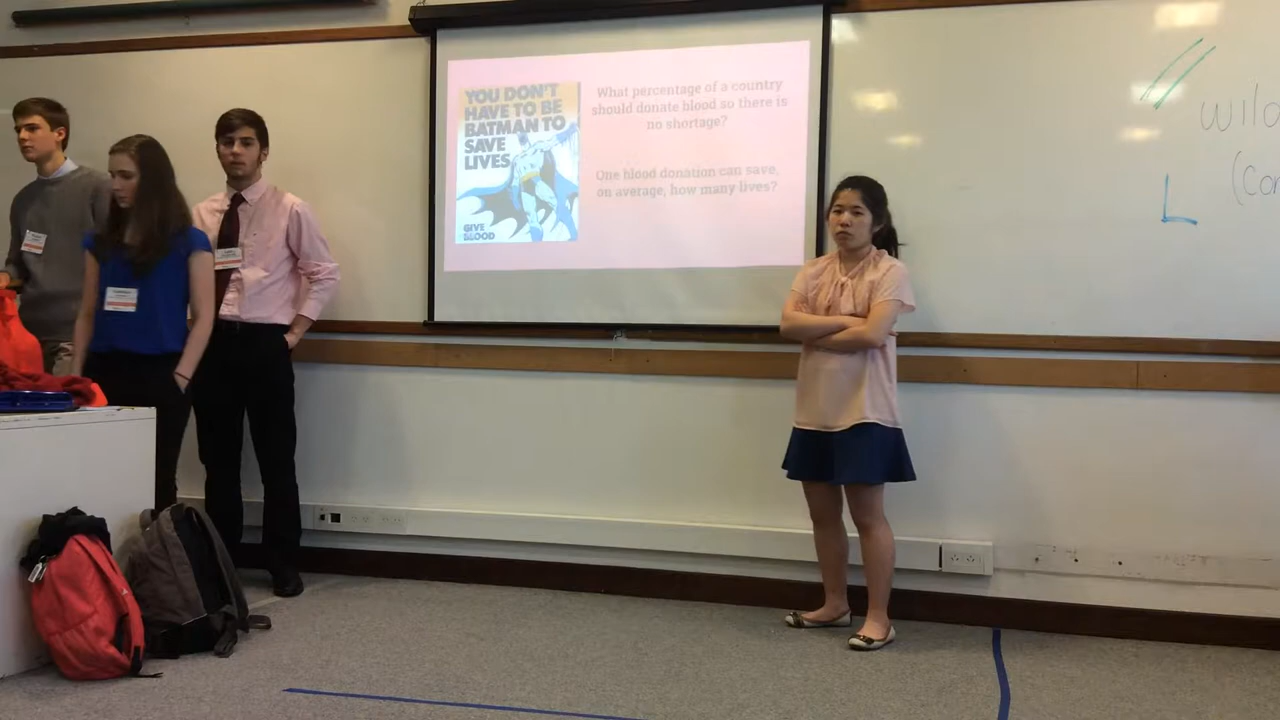 YOU DON'T
HAVE TO BE
BATMAN TO
SAVE
LIVES
GIVE
BLOOD
What percentage of a country
should donate blood so there is
no shortage?
One blood donation can save,
on average, how many lives?
wild
(con
L